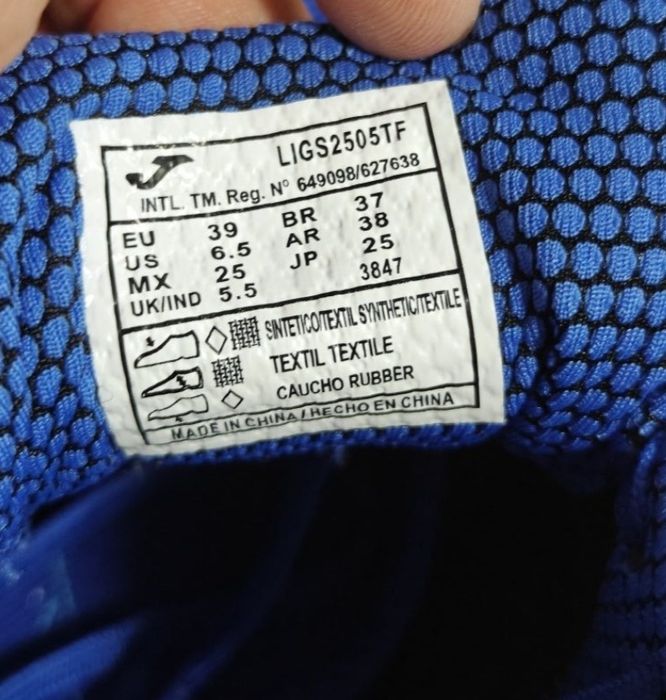 LIGS2505TF
INTL. TM. Reg. Nº 649098/627638
EU 39 BR 37
US 6.5 AR 38
MX 25 JP 25
UK/IND 5.5 3847
SINTETICO/TEXTIL SYNTHETIC/TEXTILE
TEXTIL TEXTILE
CAUCHO RUBBER
MADE IN CHINA / HECHO EN CHINA